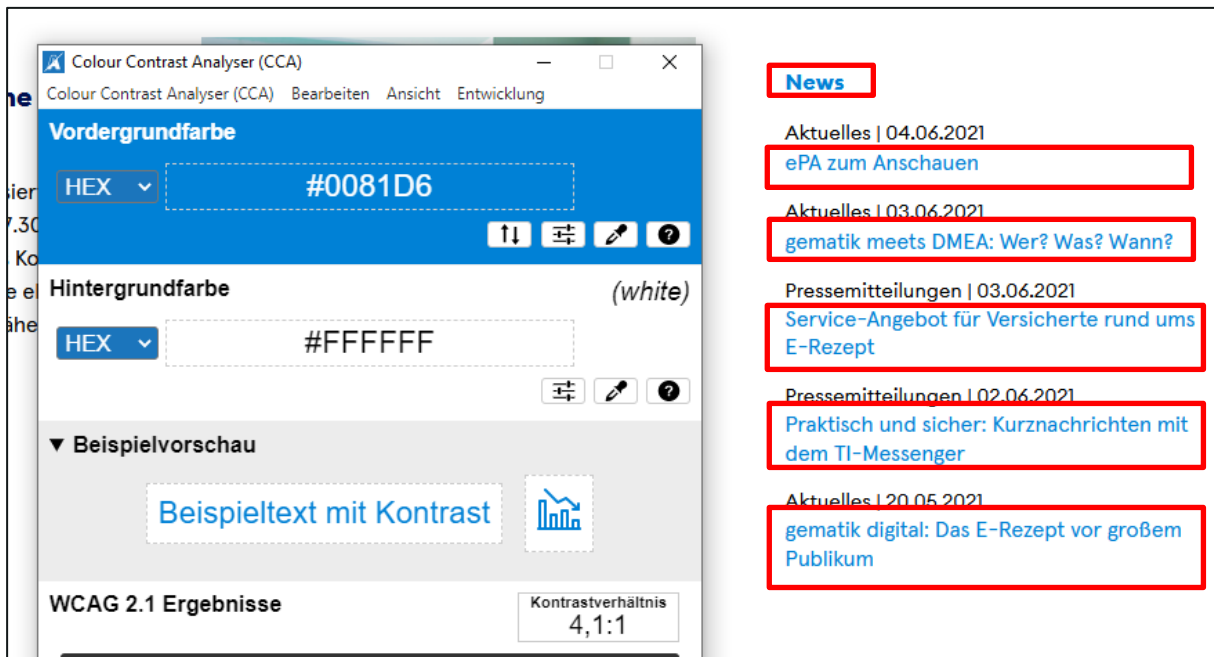 Colour Contrast Analyser (CCA)
Colour Contrast Analyser (CCA) Bearbeiten Ansicht Entwicklung
Vordergrundfarbe
HEX #0081D6
Hintergrundfarbe (white)
HEX #FFFFFF
▼ Beispielvorschau
Beispieltext mit Kontrast
WCAG 2.1 Ergebnisse
Kontrastverhältnis
4,1:1
News
Aktuelles | 04.06.2021
ePA zum Anschauen
Aktuelles | 03.06.2021
gematik meets DMEA: Wer? Was? Wann?
Pressemitteilungen | 03.06.2021
Service-Angebot für Versicherte rund ums
E-Rezept
Pressemitteilungen | 02.06.2021
Praktisch und sicher: Kurznachrichten mit
dem TI-Messenger
Aktuelles | 20.05.2021
gematik digital: Das E-Rezept vor großem
Publikum